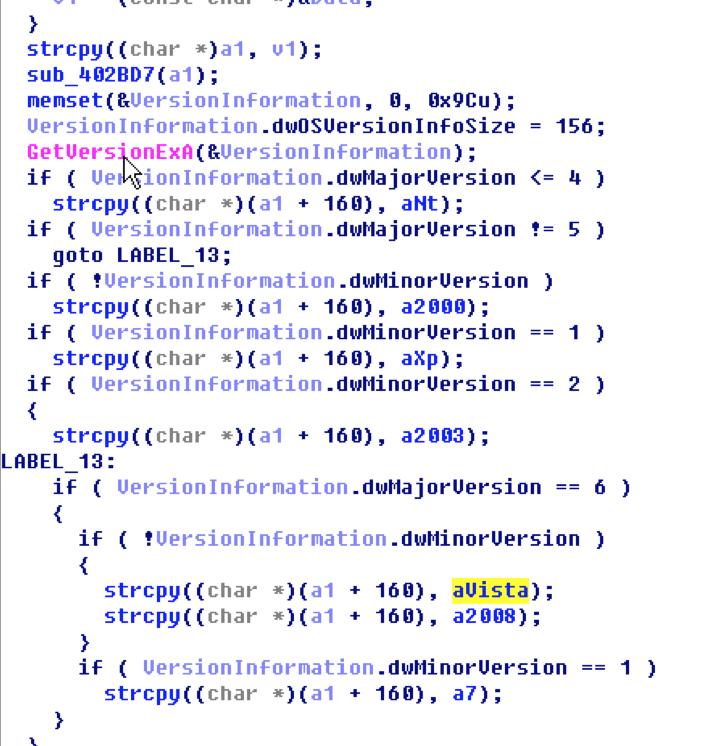 }
strcpy((char *)a1, v1);
sub_402BD7(a1);
memset(&VersionInformation, 0, 0x9Cu);
VersionInformation.dwOSVersionInfoSize = 156;
GetVersionExA(&VersionInformation);
if ( VersionInformation.dwMajorVersion <= 4 )
strcpy((char *)(a1 + 160), aNt);
if ( VersionInformation.dwMajorVersion != 5 )
goto LABEL_13;
if ( !VersionInformation.dwMinorVersion )
strcpy((char *)(a1 + 160), a2000);
if ( VersionInformation.dwMinorVersion == 1 )
strcpy((char *)(a1 + 160), aXp);
if ( VersionInformation.dwMinorVersion == 2 )
{
strcpy((char *)(a1 + 160), a2003);
LABEL_13:
if ( VersionInformation.dwMajorVersion == 6 )
{
if ( !VersionInformation.dwMinorVersion )
{
strcpy((char *)(a1 + 160), aVista);
strcpy((char *)(a1 + 160), a2008);
}
if ( VersionInformation.dwMinorVersion == 1 )
strcpy((char *)(a1 + 160), a7);
}